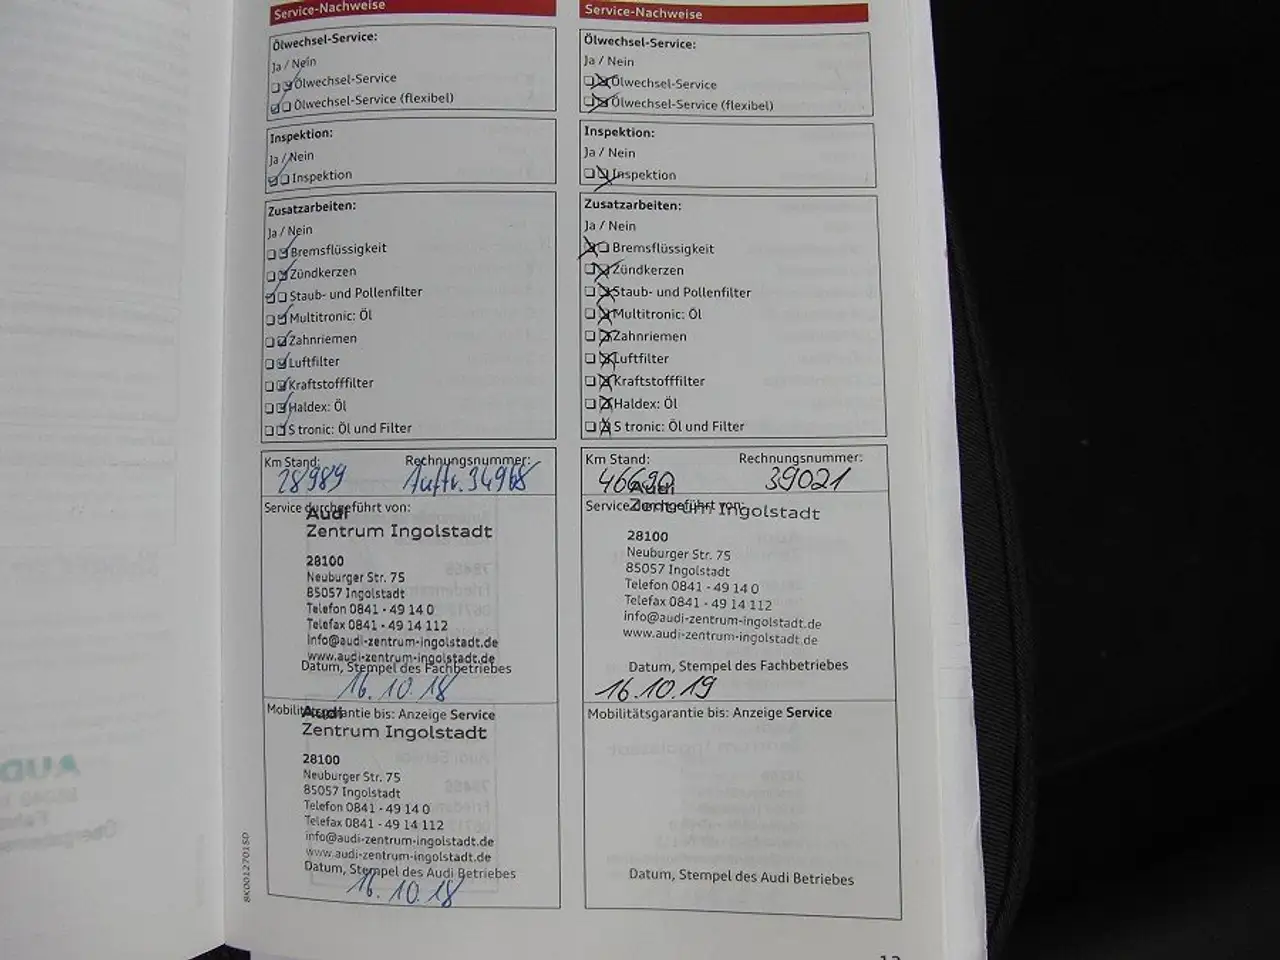 Service-Nachweise
Ölwechsel-Service:
Ja / Nein
Ölwechsel-Service
Ölwechsel-Service (flexibel)
Inspektion:
Ja / Nein
Inspektion
Zusatzarbeiten:
Ja / Nein
Bremsflüssigkeit
Zündkerzen
Staub- und Pollenfilter
Multitronic: Öl
Zahnriemen
Luftfilter
Kraftstofffilter
Haldex: Öl
S tronic: Öl und Filter
Km Stand: Rechnungsnummer:
28989 Auftr. 34968
Service durchgeführt von:
Audi
Zentrum Ingolstadt
28100
Neuburger Str. 75
85057 Ingolstadt
Telefon 0841 - 49 14 0
Telefax 0841 - 49 14 112
info@audi-zentrum-ingolstadt.de
www.audi-zentrum-ingolstadt.de
Datum, Stempel des Fachbetriebes
16.10.18
Mobilitätsgarantie bis: Anzeige Service
Audi
Zentrum Ingolstadt
28100
Neuburger Str. 75
85057 Ingolstadt
Telefon 0841 - 49 14 0
Telefax 0841 - 49 14 112
info@audi-zentrum-ingolstadt.de
www.audi-zentrum-ingolstadt.de
Datum, Stempel des Audi Betriebes
16.10.18
8K0012701SD
Service-Nachweise
Ölwechsel-Service:
Ja / Nein
Ölwechsel-Service
Ölwechsel-Service (flexibel)
Inspektion:
Ja / Nein
Inspektion
Zusatzarbeiten:
Ja / Nein
Bremsflüssigkeit
Zündkerzen
Staub- und Pollenfilter
Multitronic: Öl
Zahnriemen
Luftfilter
Kraftstofffilter
Haldex: Öl
S tronic: Öl und Filter
Km Stand: Rechnungsnummer:
46690 39021
Service durchgeführt von:
Audi
Zentrum Ingolstadt
28100
Neuburger Str. 75
85057 Ingolstadt
Telefon 0841 - 49 14 0
Telefax 0841 - 49 14 112
info@audi-zentrum-ingolstadt.de
www.audi-zentrum-ingolstadt.de
Datum, Stempel des Fachbetriebes
16.10.19
Mobilitätsgarantie bis: Anzeige Service
Datum, Stempel des Audi Betriebes